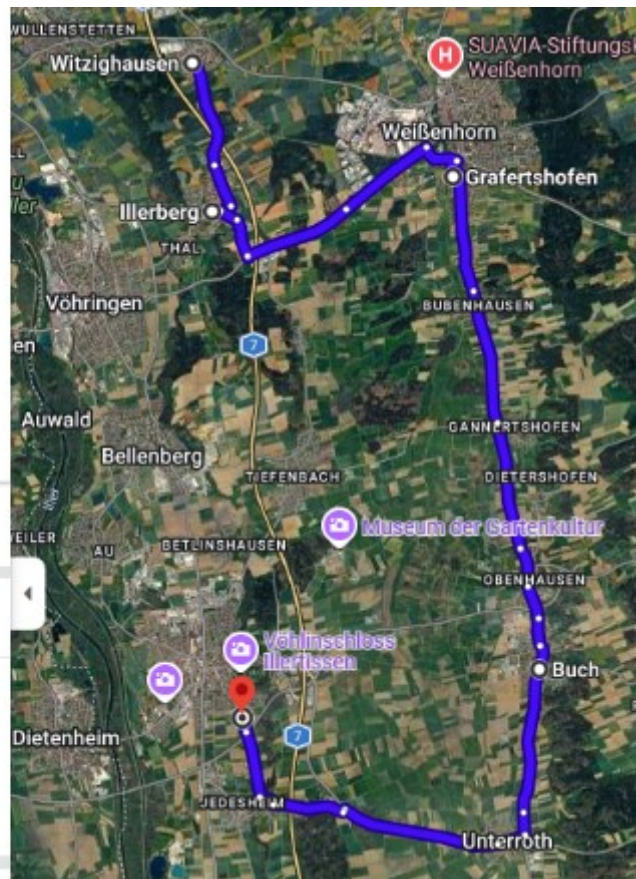 WULLENSTETTEN
Witzighausen
H
SUAVIA-Stiftungs
Weißenhorn
Weißenhorn
Grafertshofen
Illerberg
THAL
Vöhringen
BUBENHAUSEN
en
7
Auwald
GANNERTSHOFEN
Bellenberg
TIEFENBACH
DIETERSHOFEN
Museum der Gartenkultur
WEILER
AU
BETLINSHAUSEN
OBENHAUSEN
Vöhlinschloss
Illertissen
Buch
Dietenheim
7
JEDESHEIM
Unterroth